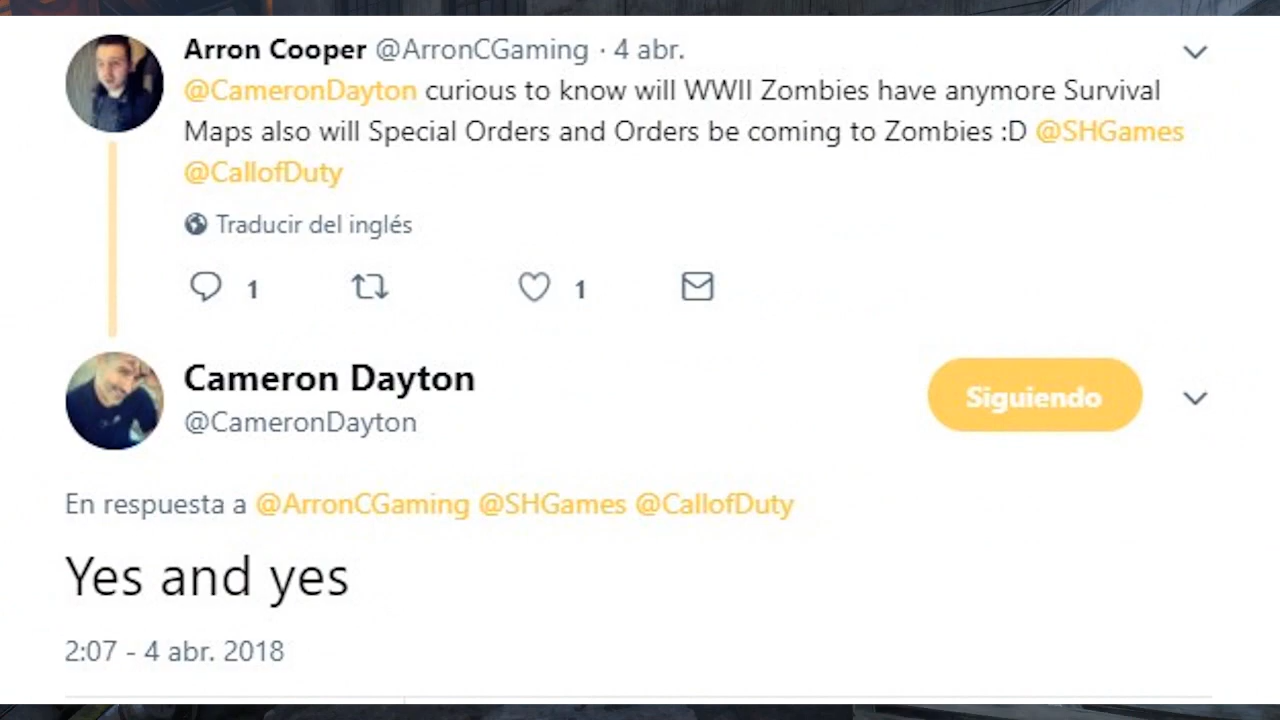 Arron Cooper @ArronCGaming · 4 abr.
@CameronDayton curious to know will WWII Zombies have anymore Survival
Maps also will Special Orders and Orders be coming to Zombies :D @SHGames
@CallofDuty
Traducir del inglés
1 1
Cameron Dayton
Siguiendo
@CameronDayton
En respuesta a @ArronCGaming @SHGames @CallofDuty
Yes and yes
2:07 - 4 abr. 2018